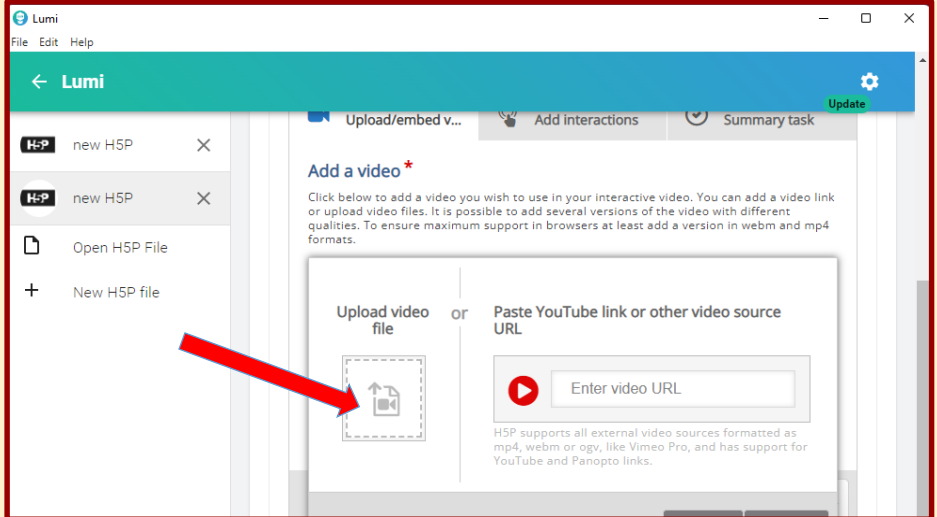 Lumi
File Edit Help
← Lumi
Update
H5P new H5P
H5P new H5P
Open H5P File
New H5P file
Upload/embed v... Add interactions Summary task
Add a video *
Click below to add a video you wish to use in your interactive video. You can add a video link
or upload video files. It is possible to add several versions of the video with different
qualities. To ensure maximum support in browsers at least add a version in webm and mp4
formats.
Upload video
file
or
Paste YouTube link or other video source
URL
Enter video URL
H5P supports all external video sources formatted as
mp4, webm or ogv, like Vimeo Pro, and has support for
YouTube and Panopto links.